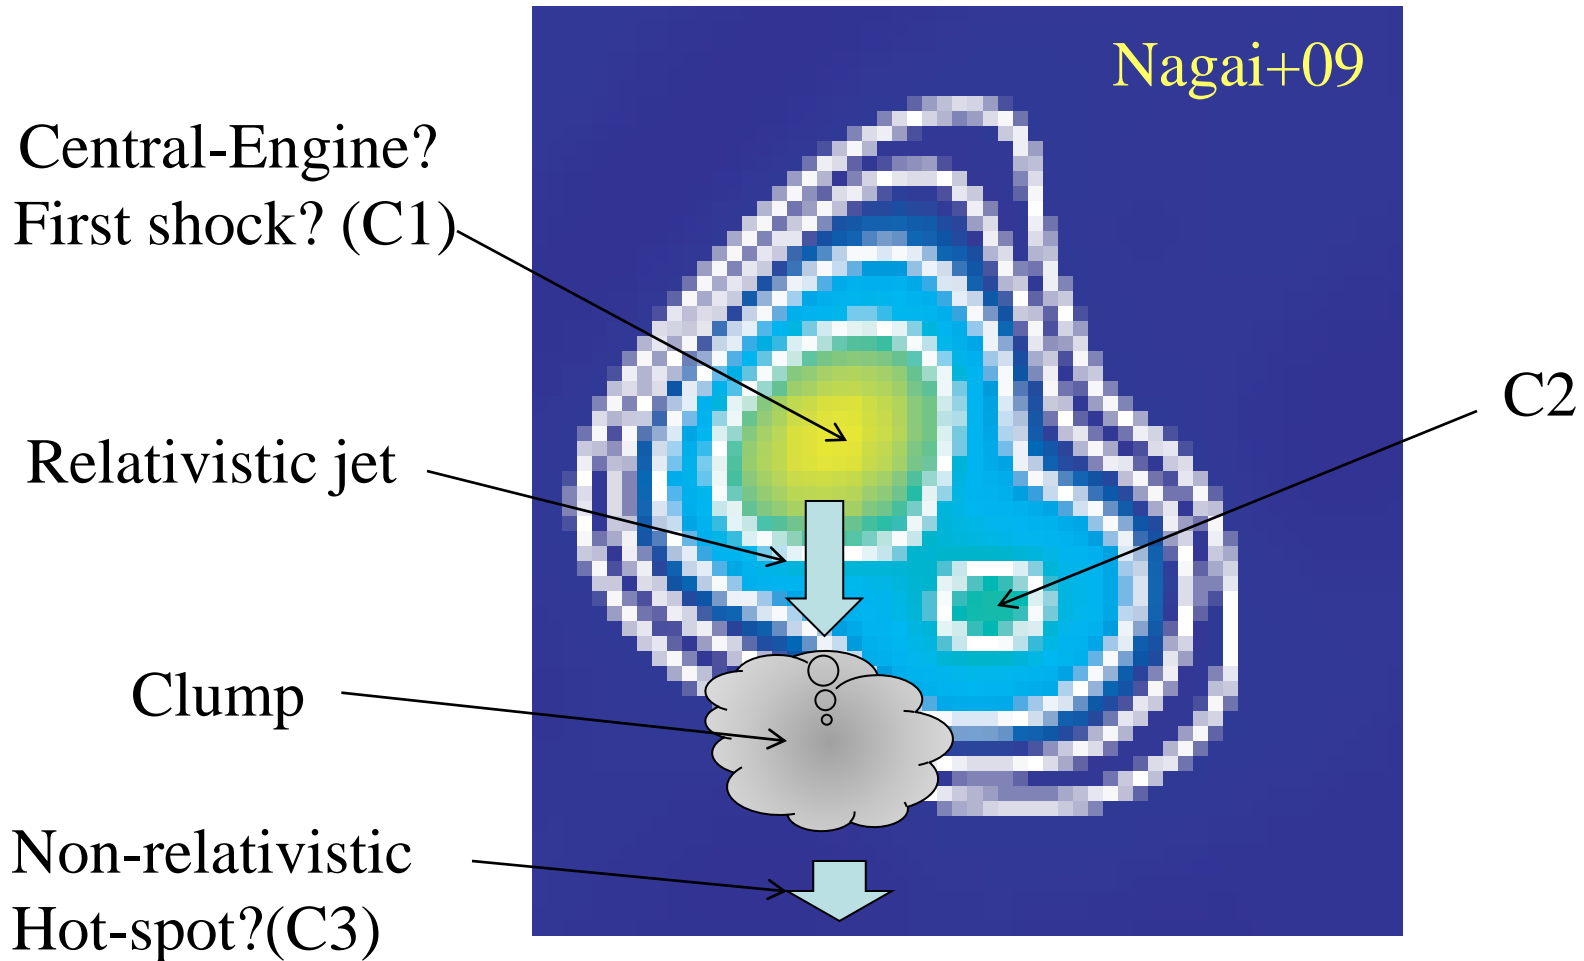 Nagai+09
Central-Engine?
First shock? (C1)
C2
Relativistic jet
Clump
Non-relativistic
Hot-spot?(C3)